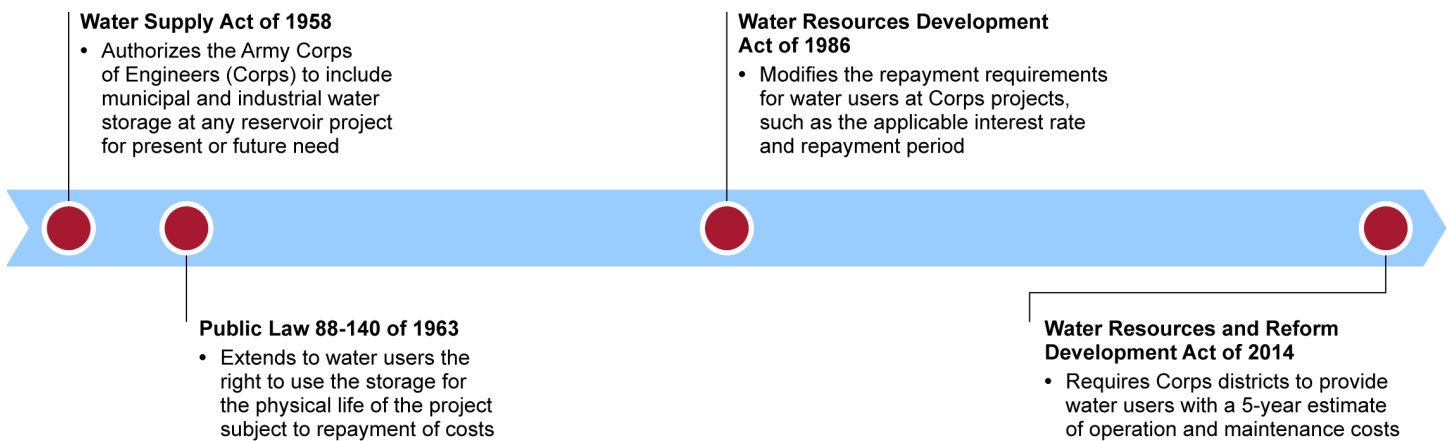 Water Supply Act of 1958
• Authorizes the Army Corps
of Engineers (Corps) to include
municipal and industrial water
storage at any reservoir project
for present or future need
Water Resources Development
Act of 1986
• Modifies the repayment requirements
for water users at Corps projects,
such as the applicable interest rate
and repayment period
Public Law 88-140 of 1963
• Extends to water users the
right to use the storage for
the physical life of the project
subject to repayment of costs
Water Resources and Reform
Development Act of 2014
• Requires Corps districts to provide
water users with a 5-year estimate
of operation and maintenance costs